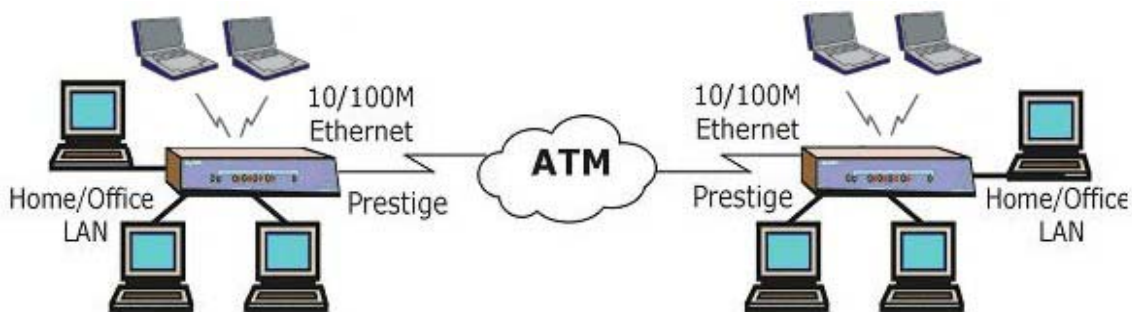 10/100M
Ethernet
Prestige
Home/Office
LAN
ATM
10/100M
Ethernet
Prestige
Home/Office
LAN